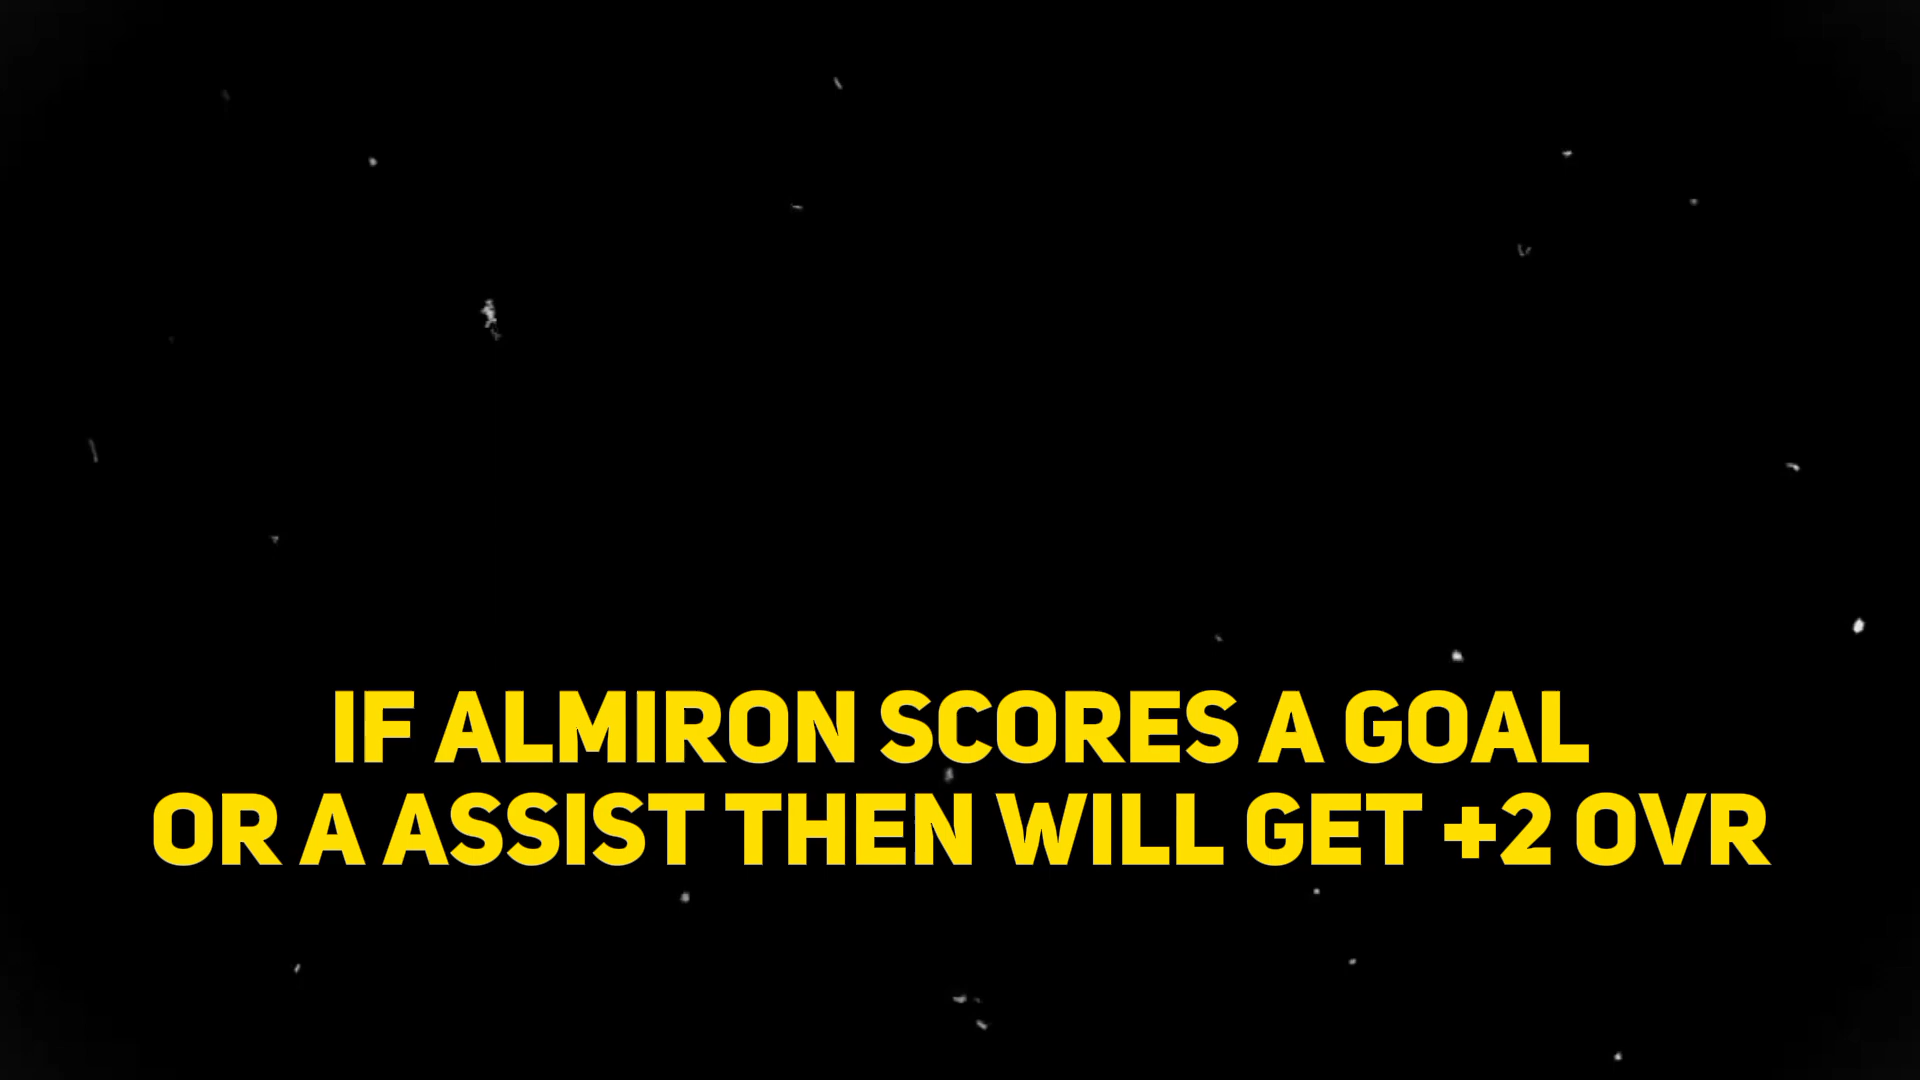 IF ALMIRON SCORES A GOAL
OR A ASSIST THEN WILL GET +2 OVR